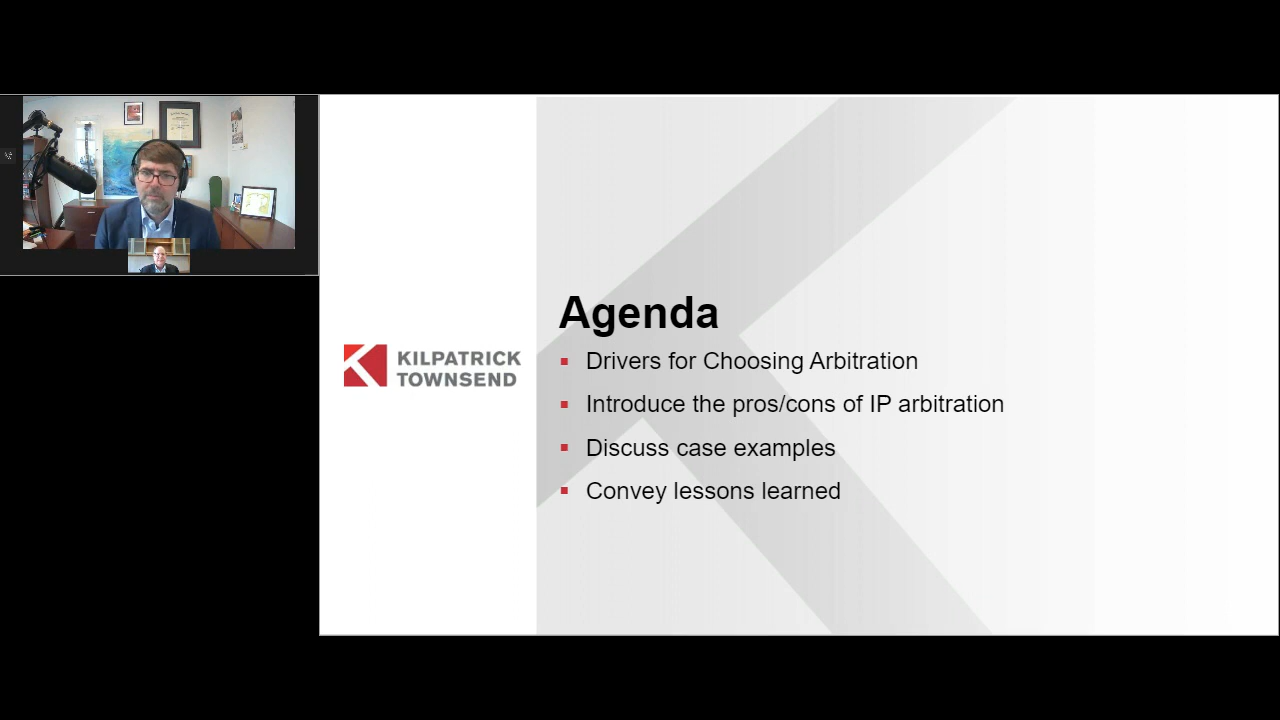 Agenda
KILPATRICK
TOWNSEND
Drivers for Choosing Arbitration
Introduce the pros/cons of IP arbitration
Discuss case examples
Convey lessons learned